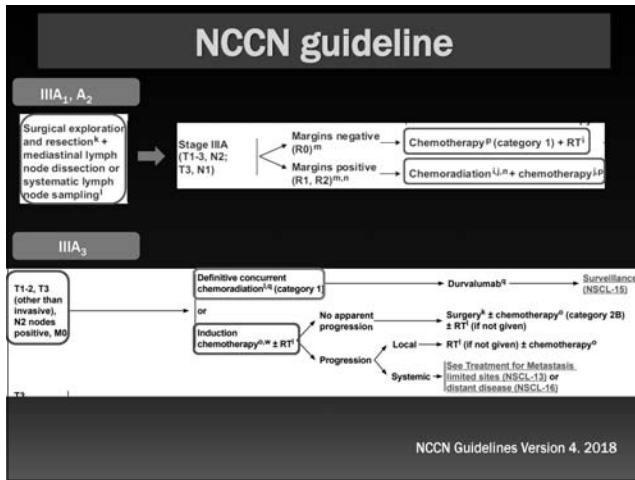 NCCN guideline
IIIA1, A2
Surgical exploration
and resectionᵏ +
mediastinal lymph
node dissection or
systematic lymph
node samplingˡ
Stage IIIA
(T1-3, N2;
T3, N1)
Margins negative
(R0)ᵐ
Chemotherapyᵖ (category 1) + RTⁱ
Margins positive
(R1, R2)ᵐ,ⁿ
Chemoradiationⁱ,ʲ,ⁿ + chemotherapyʲ,ᵖ
IIIA3
T1-2, T3
(other than
invasive),
N2 nodes
positive, M0
Definitive concurrent
chemoradiation (category 1)
or
Induction
chemotherapyᵒ,ʷ ± RTⁱ
Durvalumab
Surveillance
(NSCL-15)
No apparent
progression
Surgeryᵏ ± chemotherapyᵒ (category 2B)
± RTⁱ (if not given)
Progression
Local
RTⁱ (if not given) ± chemotherapyᵒ
Systemic
See Treatment for Metastasis
limited sites (NSCL-13) or
distant disease (NSCL-16)
NCCN Guidelines Version 4. 2018